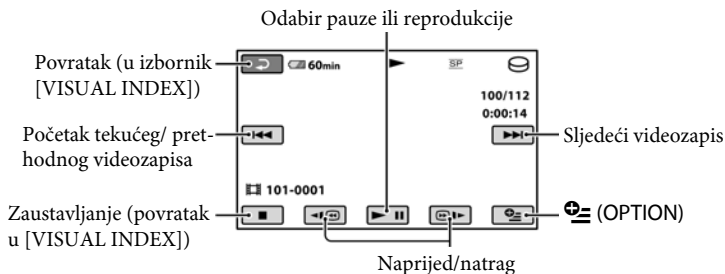 Odabir pauze ili reprodukcije
Povratak (u izbornik
[VISUAL INDEX])
60min
SP
100/112
0:00:14
Početak tekućeg/ pret-
hodnog videozapisa
Sljedeći videozapis
101-0001
Zaustavljanje (povratak
u [VISUAL INDEX])
(OPTION)
Naprijed/natrag